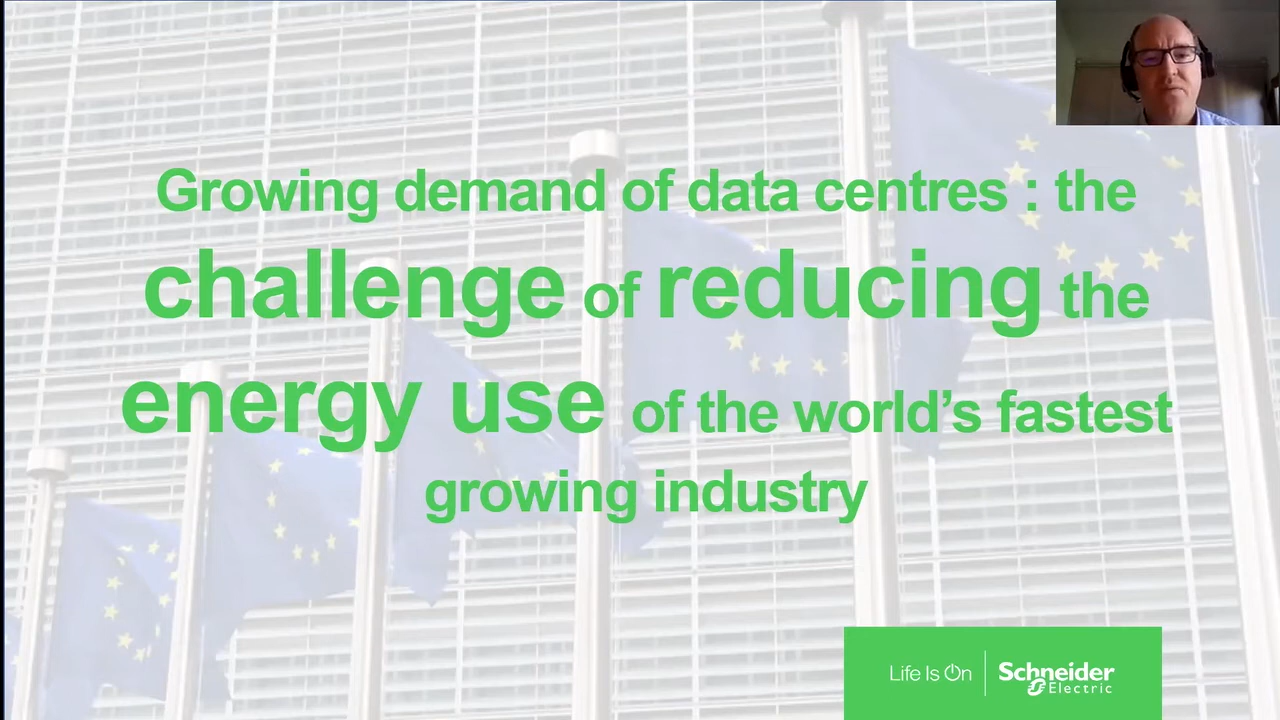 Growing demand of data centres : the
challenge of reducing the
energy use of the world’s fastest
growing industry
Life Is On
Schneider
Electric